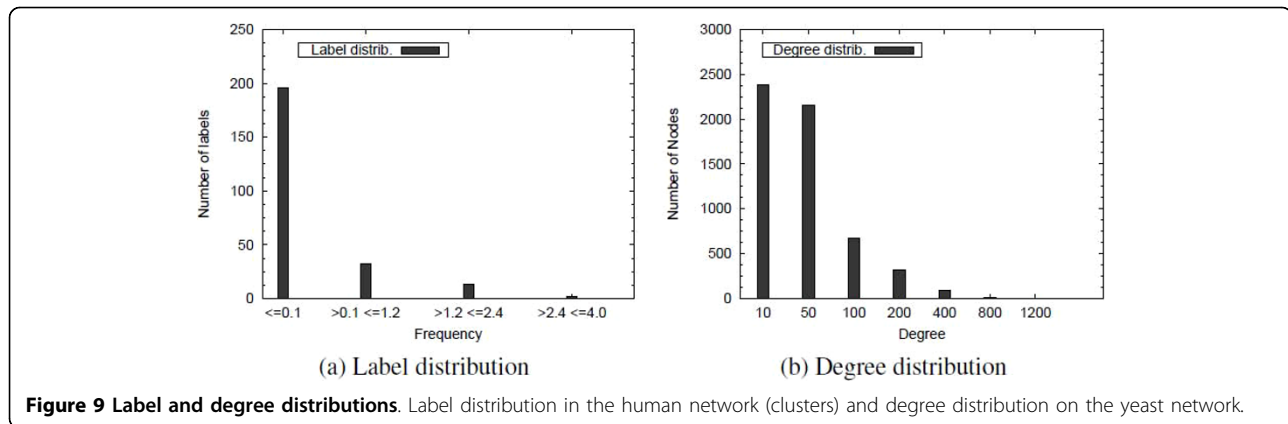 250
200
150
100
50
0
Number of labels
Label distrib.
<=0.1 >0.1 <=1.2 >1.2 <=2.4 >2.4 <=4.0
Frequency
(a) Label distribution
3000
2500
2000
1500
1000
500
0
Number of Nodes
Degree distrib.
10 50 100 200 400 800 1200
Degree
(b) Degree distribution
Figure 9 Label and degree distributions. Label distribution in the human network (clusters) and degree distribution on the yeast network.